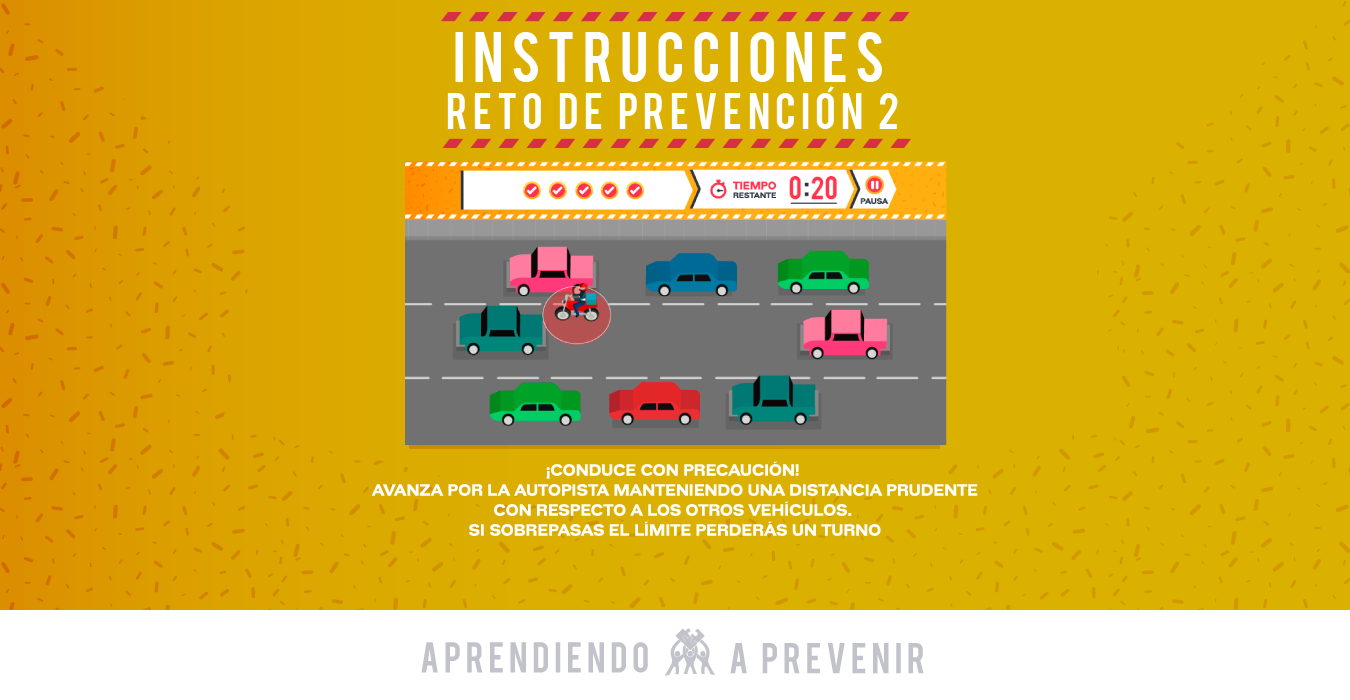 INSTRUCCIONES
RETO DE PREVENCIÓN 2
TIEMPO
RESTANTE
0:20
PAUSA
¡CONDUCE CON PRECAUCIÓN!
AVANZA POR LA AUTOPISTA MANTENIENDO UNA DISTANCIA PRUDENTE
CON RESPECTO A LOS OTROS VEHÍCULOS.
SI SOBREPASAS EL LÍMITE PERDERÁS UN TURNO
APRENDIENDO A PREVENIR